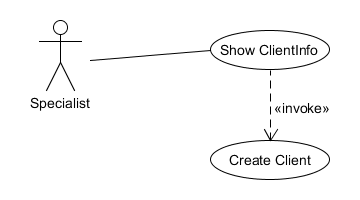 Show ClientInfo
Specialist
«invoke»
Create Client